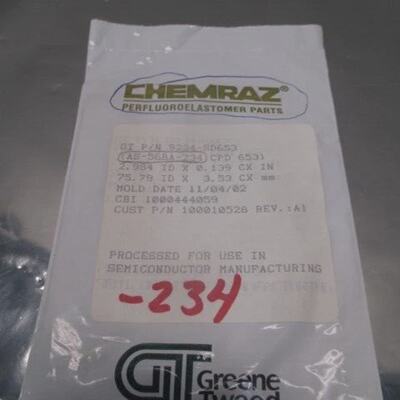 CHEMRAZ®
PERFLUOROELASTOMER PARTS
GT P/N 9234-SD653
(AS-568A-234 (CPD 653)
2.984 ID X 0.139 CX IN
75.79 ID X 3.53 CX mm
MOLD DATE 11/04/02
CBI 1000444059
CUST P/N 100010528 REV.:A1
PROCESSED FOR USE IN
SEMICONDUCTOR MANUFACTURING
-234
GT Greene
Tweed